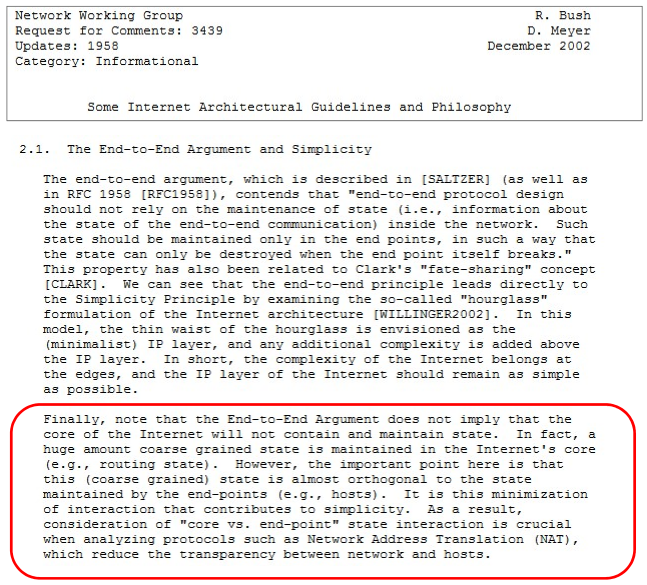 Network Working Group R. Bush
Request for Comments: 3439 D. Meyer
Updates: 1958 December 2002
Category: Informational
Some Internet Architectural Guidelines and Philosophy
2.1. The End-to-End Argument and Simplicity
The end-to-end argument, which is described in [SALTZER] (as well as
in RFC 1958 [RFC1958]), contends that "end-to-end protocol design
should not rely on the maintenance of state (i.e., information about
the state of the end-to-end communication) inside the network. Such
state should be maintained only in the end points, in such a way that
the state can only be destroyed when the end point itself breaks."
This property has also been related to Clark's "fate-sharing" concept
[CLARK]. We can see that the end-to-end principle leads directly to
the Simplicity Principle by examining the so-called "hourglass"
formulation of the Internet architecture [WILLINGER2002]. In this
model, the thin waist of the hourglass is envisioned as the
(minimalist) IP layer, and any additional complexity is added above
the IP layer. In short, the complexity of the Internet belongs at
the edges, and the IP layer of the Internet should remain as simple
as possible.
Finally, note that the End-to-End Argument does not imply that the
core of the Internet will not contain and maintain state. In fact, a
huge amount coarse grained state is maintained in the Internet's core
(e.g., routing state). However, the important point here is that
this (coarse grained) state is almost orthogonal to the state
maintained by the end-points (e.g., hosts). It is this minimization
of interaction that contributes to simplicity. As a result,
consideration of "core vs. end-point" state interaction is crucial
when analyzing protocols such as Network Address Translation (NAT),
which reduce the transparency between network and hosts.